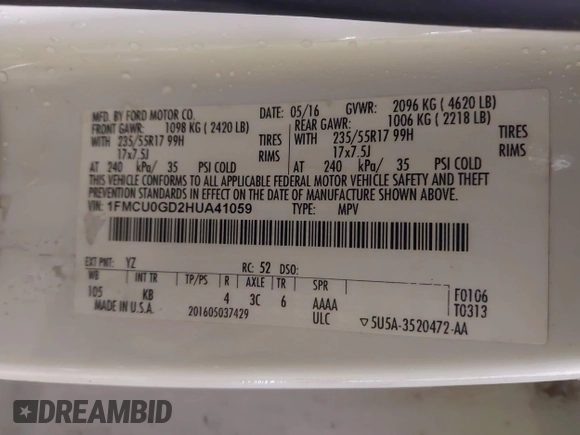 MFD. BY FORD MOTOR CO. DATE: 05/16 GVWR: 2096 KG ( 4620 LB)
FRONT GAWR: 1098 KG ( 2420 LB) REAR GAWR: 1006 KG ( 2218 LB)
WITH 235/55R17 99H TIRES WITH 235/55R17 99H TIRES
17x7.5J RIMS 17x7.5J RIMS
AT 240 kPa/ 35 PSI COLD AT 240 kPa/ 35 PSI COLD
THIS VEHICLE CONFORMS TO ALL APPLICABLE FEDERAL MOTOR VEHICLE SAFETY AND THEFT
PREVENTION STANDARDS IN EFFECT ON THE DATE OF MANUFACTURE SHOWN ABOVE.
VIN: 1FMCU0GD2HUA41059 TYPE: MPV
EXT PNT: YZ RC: 52 DSO:
WB INT TR TP/PS R AXLE TR SPR
105 KB 4 3C 6 AAAA F0106
MADE IN U.S.A. 201605037429 ULC T0313
▽5U5A-3520472-AA
DREAMBID